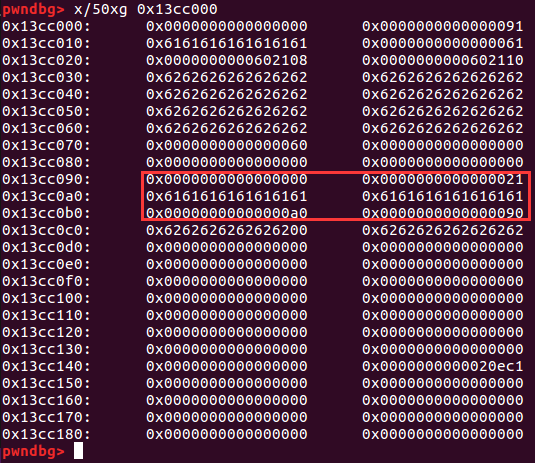 pwndbg> x/50xg 0x13cc000
0x13cc000: 0x0000000000000000 0x0000000000000091
0x13cc010: 0x6161616161616161 0x0000000000000061
0x13cc020: 0x0000000000602108 0x0000000000602110
0x13cc030: 0x6262626262626262 0x6262626262626262
0x13cc040: 0x6262626262626262 0x6262626262626262
0x13cc050: 0x6262626262626262 0x6262626262626262
0x13cc060: 0x6262626262626262 0x6262626262626262
0x13cc070: 0x0000000000000060 0x0000000000000000
0x13cc080: 0x0000000000000000 0x0000000000000000
0x13cc090: 0x0000000000000000 0x0000000000000021
0x13cc0a0: 0x6161616161616161 0x6161616161616161
0x13cc0b0: 0x00000000000000a0 0x0000000000000090
0x13cc0c0: 0x6262626262626200 0x6262626262626262
0x13cc0d0: 0x0000000000000000 0x0000000000000000
0x13cc0e0: 0x0000000000000000 0x0000000000000000
0x13cc0f0: 0x0000000000000000 0x0000000000000000
0x13cc100: 0x0000000000000000 0x0000000000000000
0x13cc110: 0x0000000000000000 0x0000000000000000
0x13cc120: 0x0000000000000000 0x0000000000000000
0x13cc130: 0x0000000000000000 0x0000000000000000
0x13cc140: 0x0000000000000000 0x0000000000020ec1
0x13cc150: 0x0000000000000000 0x0000000000000000
0x13cc160: 0x0000000000000000 0x0000000000000000
0x13cc170: 0x0000000000000000 0x0000000000000000
0x13cc180: 0x0000000000000000 0x0000000000000000
pwndbg>